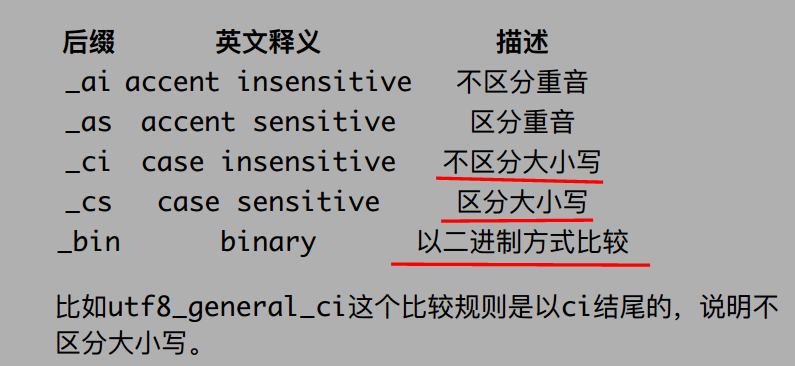 后缀 英文释义 描述
_ai accent insensitive 不区分重音
_as accent sensitive 区分重音
_ci case insensitive 不区分大小写
_cs case sensitive 区分大小写
_bin binary 以二进制方式比较
比如utf8_general_ci这个比较规则是以ci结尾的，说明不
区分大小写。